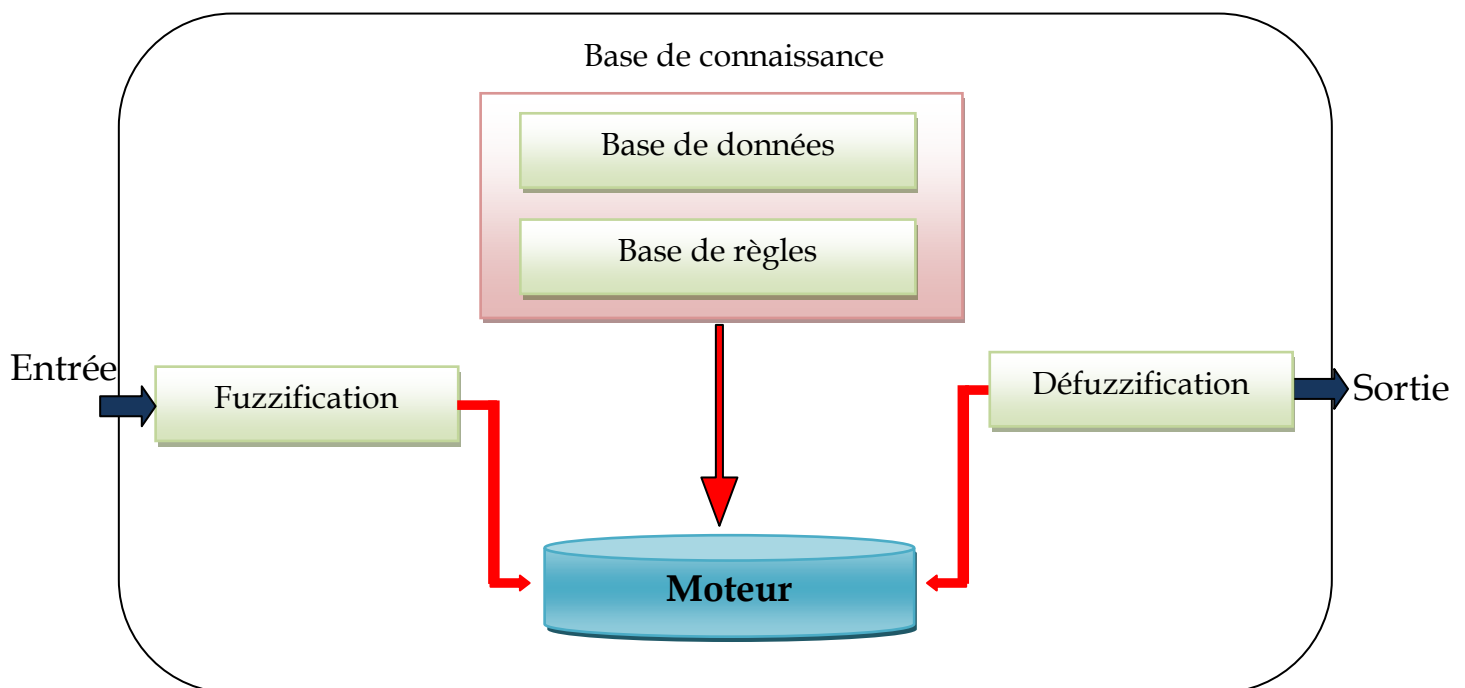 Base de connaissance
Base de données
Base de règles
Entrée
Fuzzification
Défuzzification
Sortie
Moteur